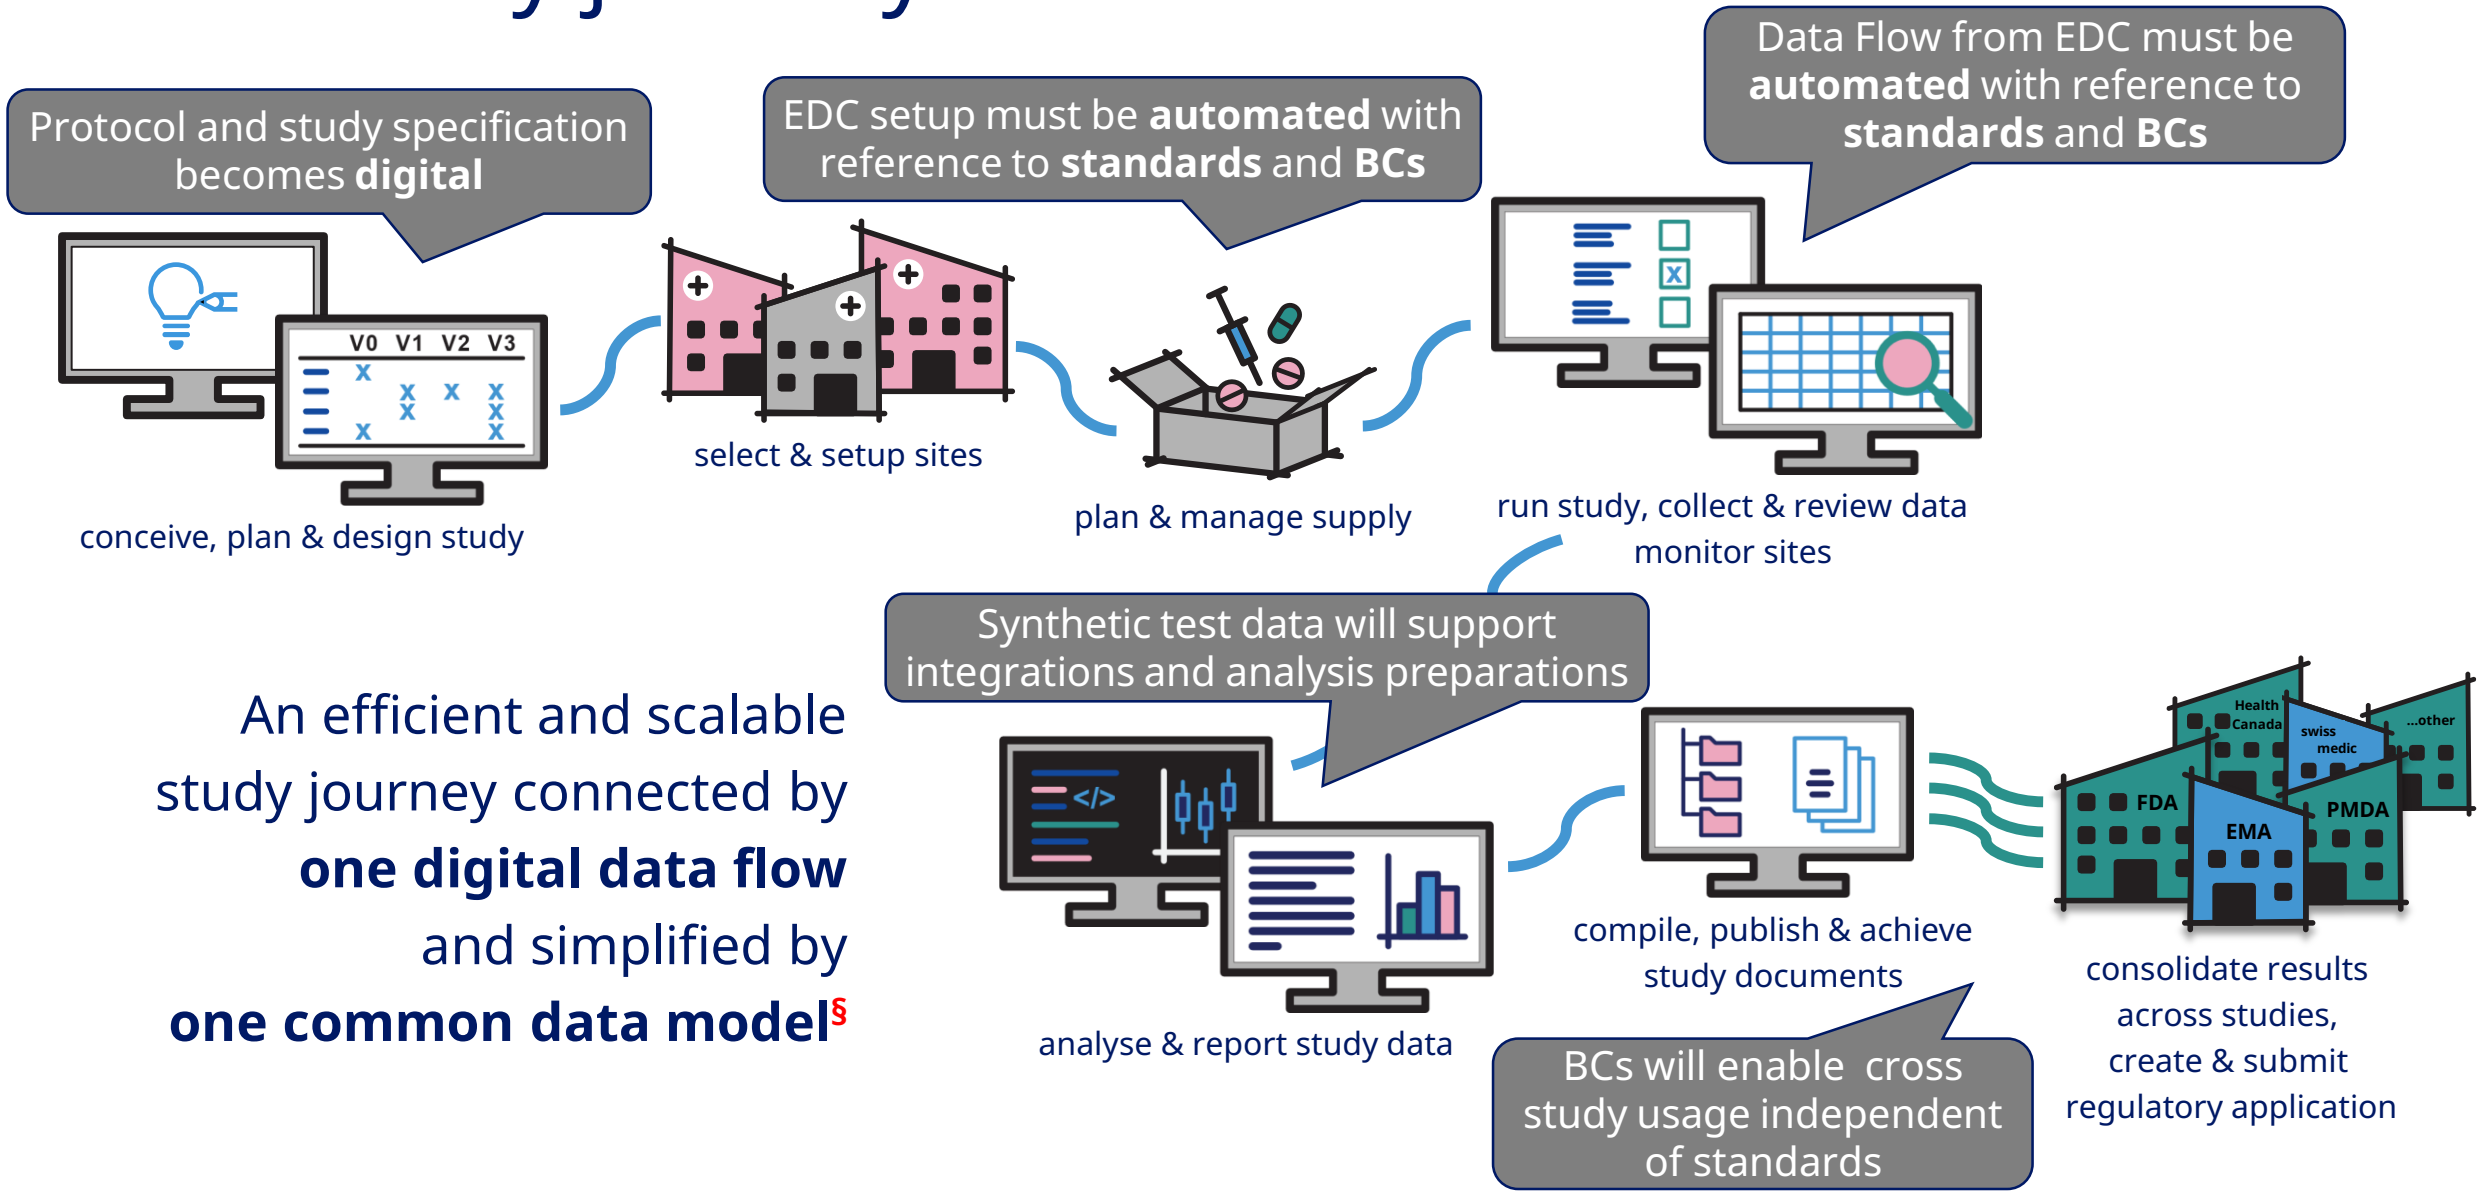 Protocol and study specification
becomes digital
EDC setup must be automated with
reference to standards and BCs
Data Flow from EDC must be
automated with reference to
standards and BCs
V0 V1 V2 V3
x
x x x
x x
x x
x
conceive, plan & design study
select & setup sites
plan & manage supply
run study, collect & review data
monitor sites
Synthetic test data will support
integrations and analysis preparations
An efficient and scalable
study journey connected by
one digital data flow
and simplified by
one common data model§
</>
analyse & report study data
compile, publish & achieve
study documents
BCs will enable cross
study usage independent
of standards
Health
Canada
swiss
medic
...other
FDA
EMA
PMDA
consolidate results
across studies,
create & submit
regulatory application